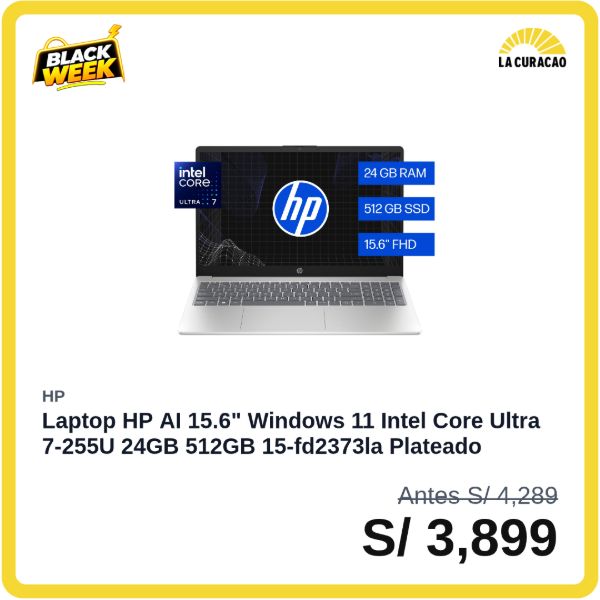 BLACK
WEEK
LA CURACAO
intel
CORE
ULTRA 7
24 GB RAM
hp
512 GB SSD
15.6" FHD
hp
HP
Laptop HP AI 15.6" Windows 11 Intel Core Ultra
7-255U 24GB 512GB 15-fd2373la Plateado
Antes S/ 4,289
S/ 3,899